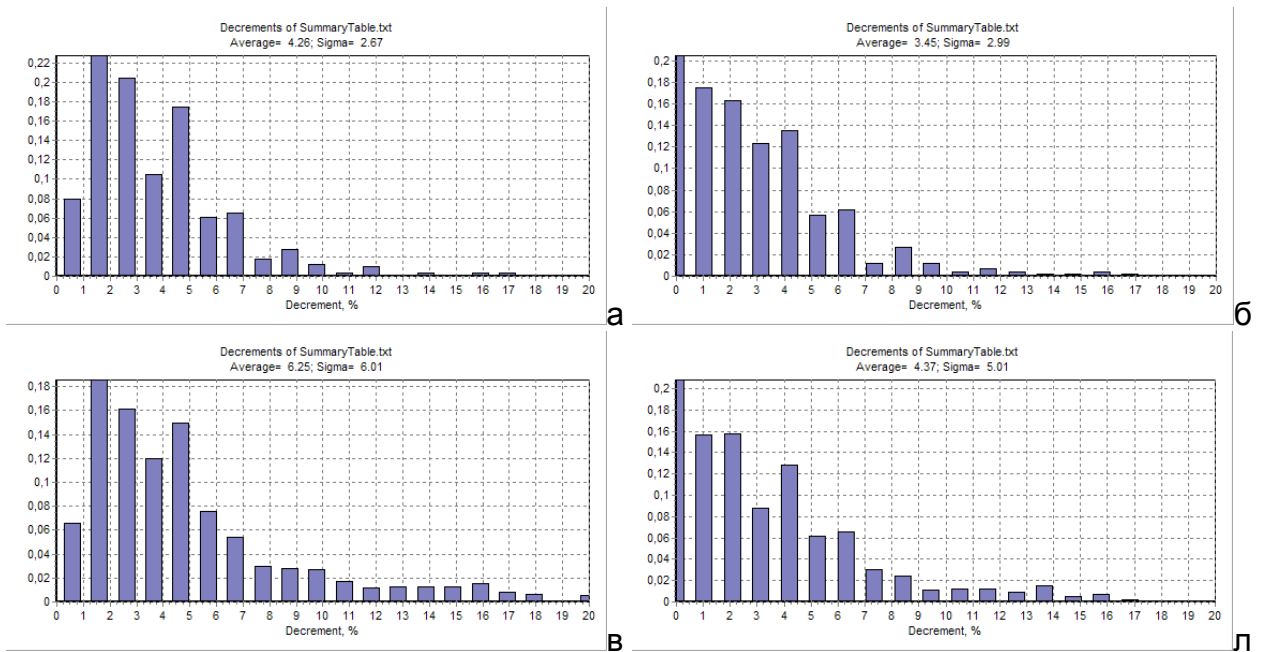 Decrements of SummaryTable.txt
Average= 4.26; Sigma= 2.67
0,22
0,2
0,18
0,16
0,14
0,12
0,1
0,08
0,06
0,04
0,02
0
0 1 2 3 4 5 6 7 8 9 10 11 12 13 14 15 16 17 18 19 20
Decrement, %
а
Decrements of SummaryTable.txt
Average= 3.45; Sigma= 2.99
0,2
0,18
0,16
0,14
0,12
0,1
0,08
0,06
0,04
0,02
0
0 1 2 3 4 5 6 7 8 9 10 11 12 13 14 15 16 17 18 19 20
Decrement, %
б
Decrements of SummaryTable.txt
Average= 6.25; Sigma= 6.01
0,18
0,16
0,14
0,12
0,1
0,08
0,06
0,04
0,02
0
0 1 2 3 4 5 6 7 8 9 10 11 12 13 14 15 16 17 18 19 20
Decrement, %
в
Decrements of SummaryTable.txt
Average= 4.37; Sigma= 5.01
0,2
0,18
0,16
0,14
0,12
0,1
0,08
0,06
0,04
0,02
0
0 1 2 3 4 5 6 7 8 9 10 11 12 13 14 15 16 17 18 19 20
Decrement, %
л